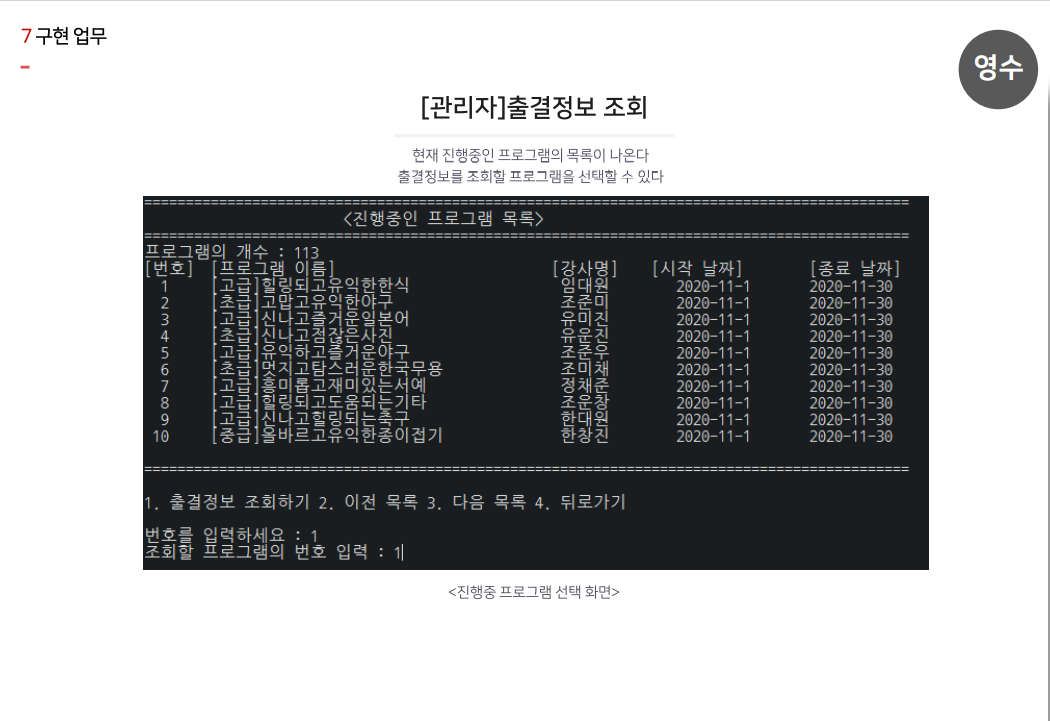 7 구현 업무
영수
[관리자]출결정보 조회
현재 진행중인 프로그램의 목록이 나온다
출결정보를 조회할 프로그램을 선택할 수 있다
============================================================================================
<진행중인 프로그램 목록>
============================================================================================
프로그램의 개수 : 113
[번호] [프로그램 이름] [강사명] [시작 날짜] [종료 날짜]
1 [고급]힐링되고유익한한식 임대원 2020-11-1 2020-11-30
2 [초급]고맙고유익한야구 조준미 2020-11-1 2020-11-30
3 [고급]신나고즐거운일본어 유미진 2020-11-1 2020-11-30
4 [초급]신나고점잖은사진 유운진 2020-11-1 2020-11-30
5 [고급]유익하고즐거운야구 조준우 2020-11-1 2020-11-30
6 [초급]멋지고탐스러운한국무용 조미채 2020-11-1 2020-11-30
7 [고급]흥미롭고재미있는서예 정채준 2020-11-1 2020-11-30
8 [고급]힐링되고도움되는기타 조운창 2020-11-1 2020-11-30
9 [고급]신나고힐링되는축구 한대원 2020-11-1 2020-11-30
10 [중급]올바르고유익한종이접기 한창진 2020-11-1 2020-11-30
============================================================================================
1. 출결정보 조회하기 2. 이전 목록 3. 다음 목록 4. 뒤로가기
번호를 입력하세요 : 1
조회할 프로그램의 번호 입력 : 1
<진행중 프로그램 선택 화면>